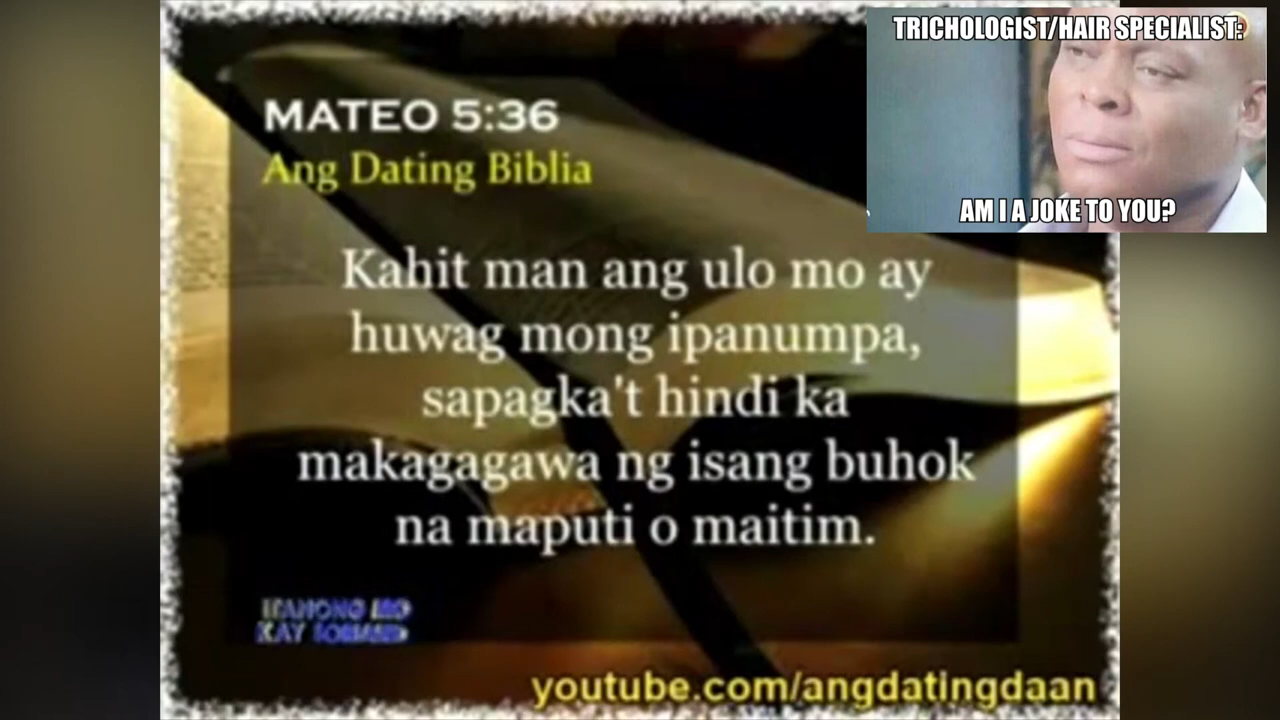 TRICHOLOGIST/HAIR SPECIALIST:
AM I A JOKE TO YOU?
MATEO 5:36
Ang Dating Biblia
Kahit man ang ulo mo ay
huwag mong ipanumpa,
sapagka't hindi ka
makagagawa ng isang buhok
na maputi o maitim.
KAY
youtube.com/angdatingdaan